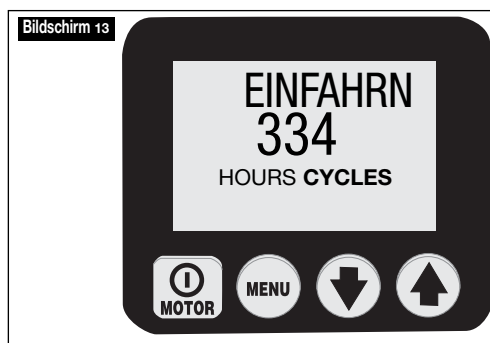 Bildschirm 13
EINFAHRN
334
HOURS CYCLES
MOTOR
MENU